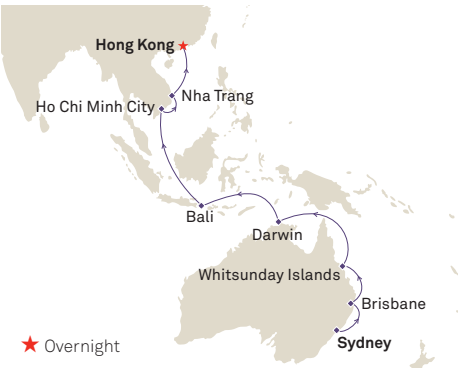 Hong Kong
Nha Trang
Ho Chi Minh City
Bali
Darwin
Whitsunday Islands
Brisbane
Sydney
Overnight